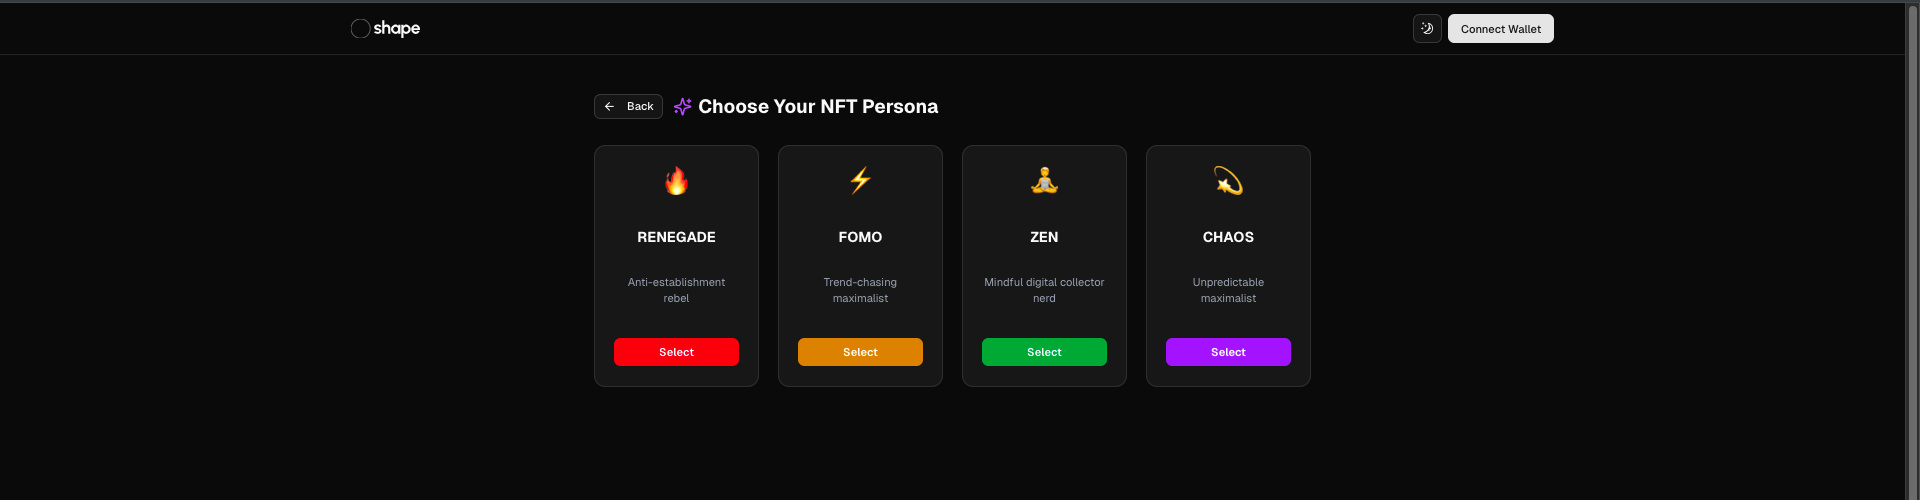 shape
Connect Wallet
Back
Choose Your NFT Persona
RENEGADE
Anti-establishment
rebel
Select
FOMO
Trend-chasing
maximalist
Select
ZEN
Mindful digital collector
nerd
Select
CHAOS
Unpredictable
maximalist
Select